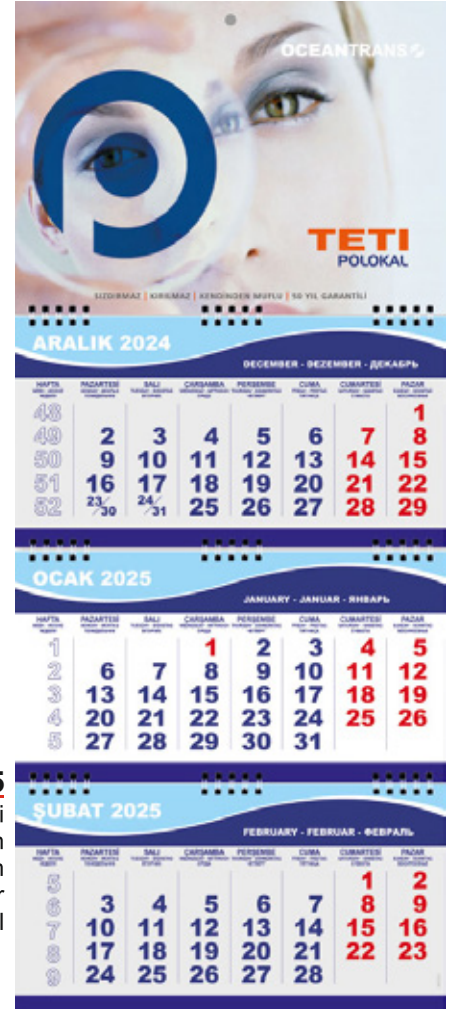 OCEANTRANS
TETI
POLOKAL
SIZDIRMAZ | KIRILMAZ | KENDİNDEN MUFLU | 50 YIL GARANTİLİ
ARALIK 2024
DECEMBER - DEZEMBER - ДЕКАБРЬ
HAFTA PAZARTESİ SALI ÇARŞAMBA PERŞEMBE CUMA CUMARTESİ PAZAR
48 1
49 2 3 4 5 6 7 8
50 9 10 11 12 13 14 15
51 16 17 18 19 20 21 22
52 23/30 24/31 25 26 27 28 29
OCAK 2025
JANUARY - JANUAR - ЯНВАРЬ
HAFTA PAZARTESİ SALI ÇARŞAMBA PERŞEMBE CUMA CUMARTESİ PAZAR
1 1 2 3 4 5
2 6 7 8 9 10 11 12
3 13 14 15 16 17 18 19
4 20 21 22 23 24 25 26
5 27 28 29 30 31
5
i
n
n
r
l
ŞUBAT 2025
FEBRUARY - FEBRUAR - ФЕВРАЛЬ
HAFTA PAZARTESİ SALI ÇARŞAMBA PERŞEMBE CUMA CUMARTESİ PAZAR
5 1 2
6 3 4 5 6 7 8 9
7 10 11 12 13 14 15 16
8 17 18 19 20 21 22 23
9 24 25 26 27 28